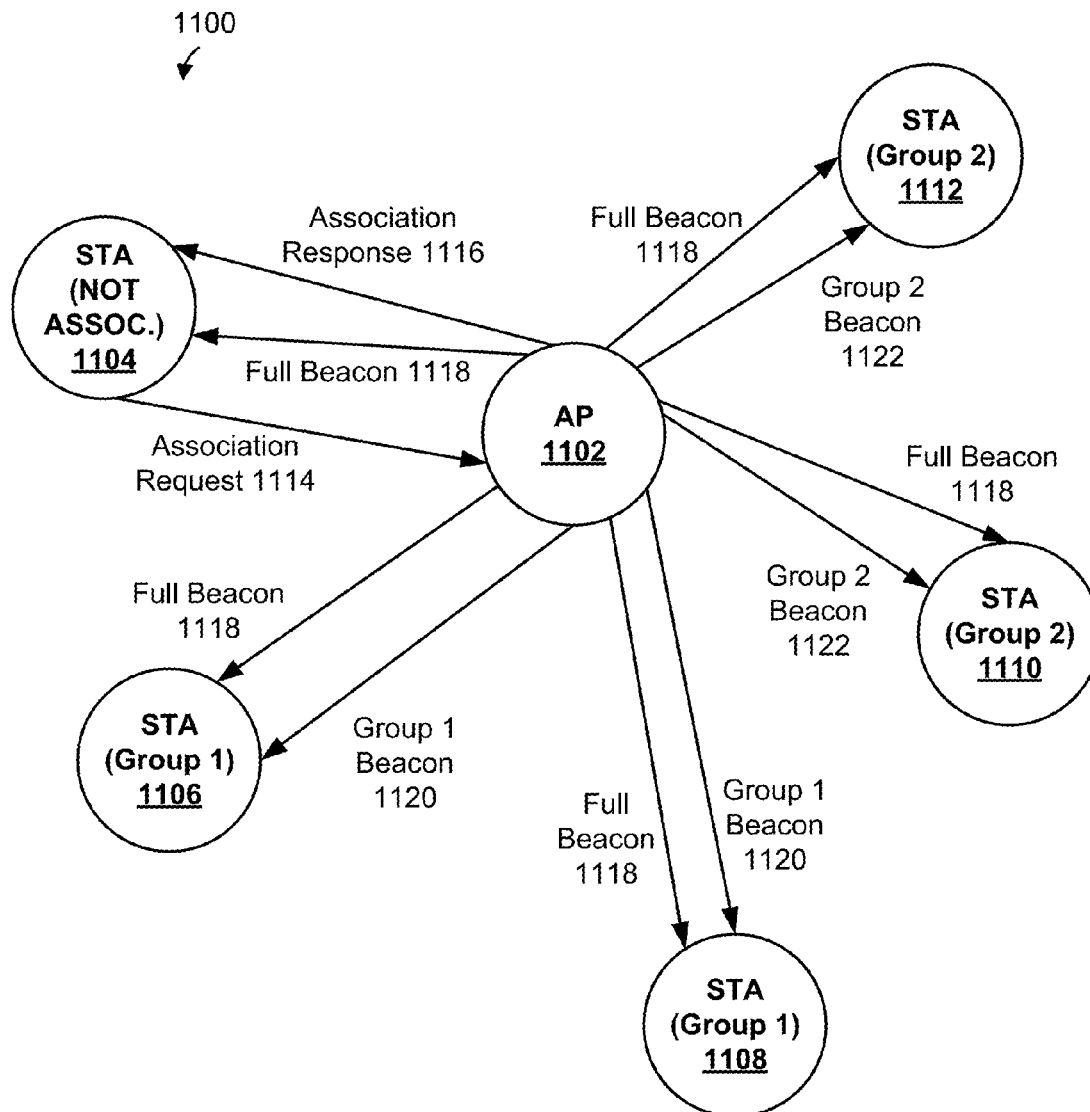 1100
STA
(Group 2)
1112
Full Beacon
1118
Group 2
Beacon
1122
Association
Response 1116
STA
(NOT
ASSOC.)
1104
Full Beacon 1118
Association
Request 1114
AP
1102
Full Beacon
1118
Group 2
Beacon
1122
STA
(Group 2)
1110
Full Beacon
1118
STA
(Group 1)
1106
Group 1
Beacon
1120
Full
Beacon
1118
Group 1
Beacon
1120
STA
(Group 1)
1108